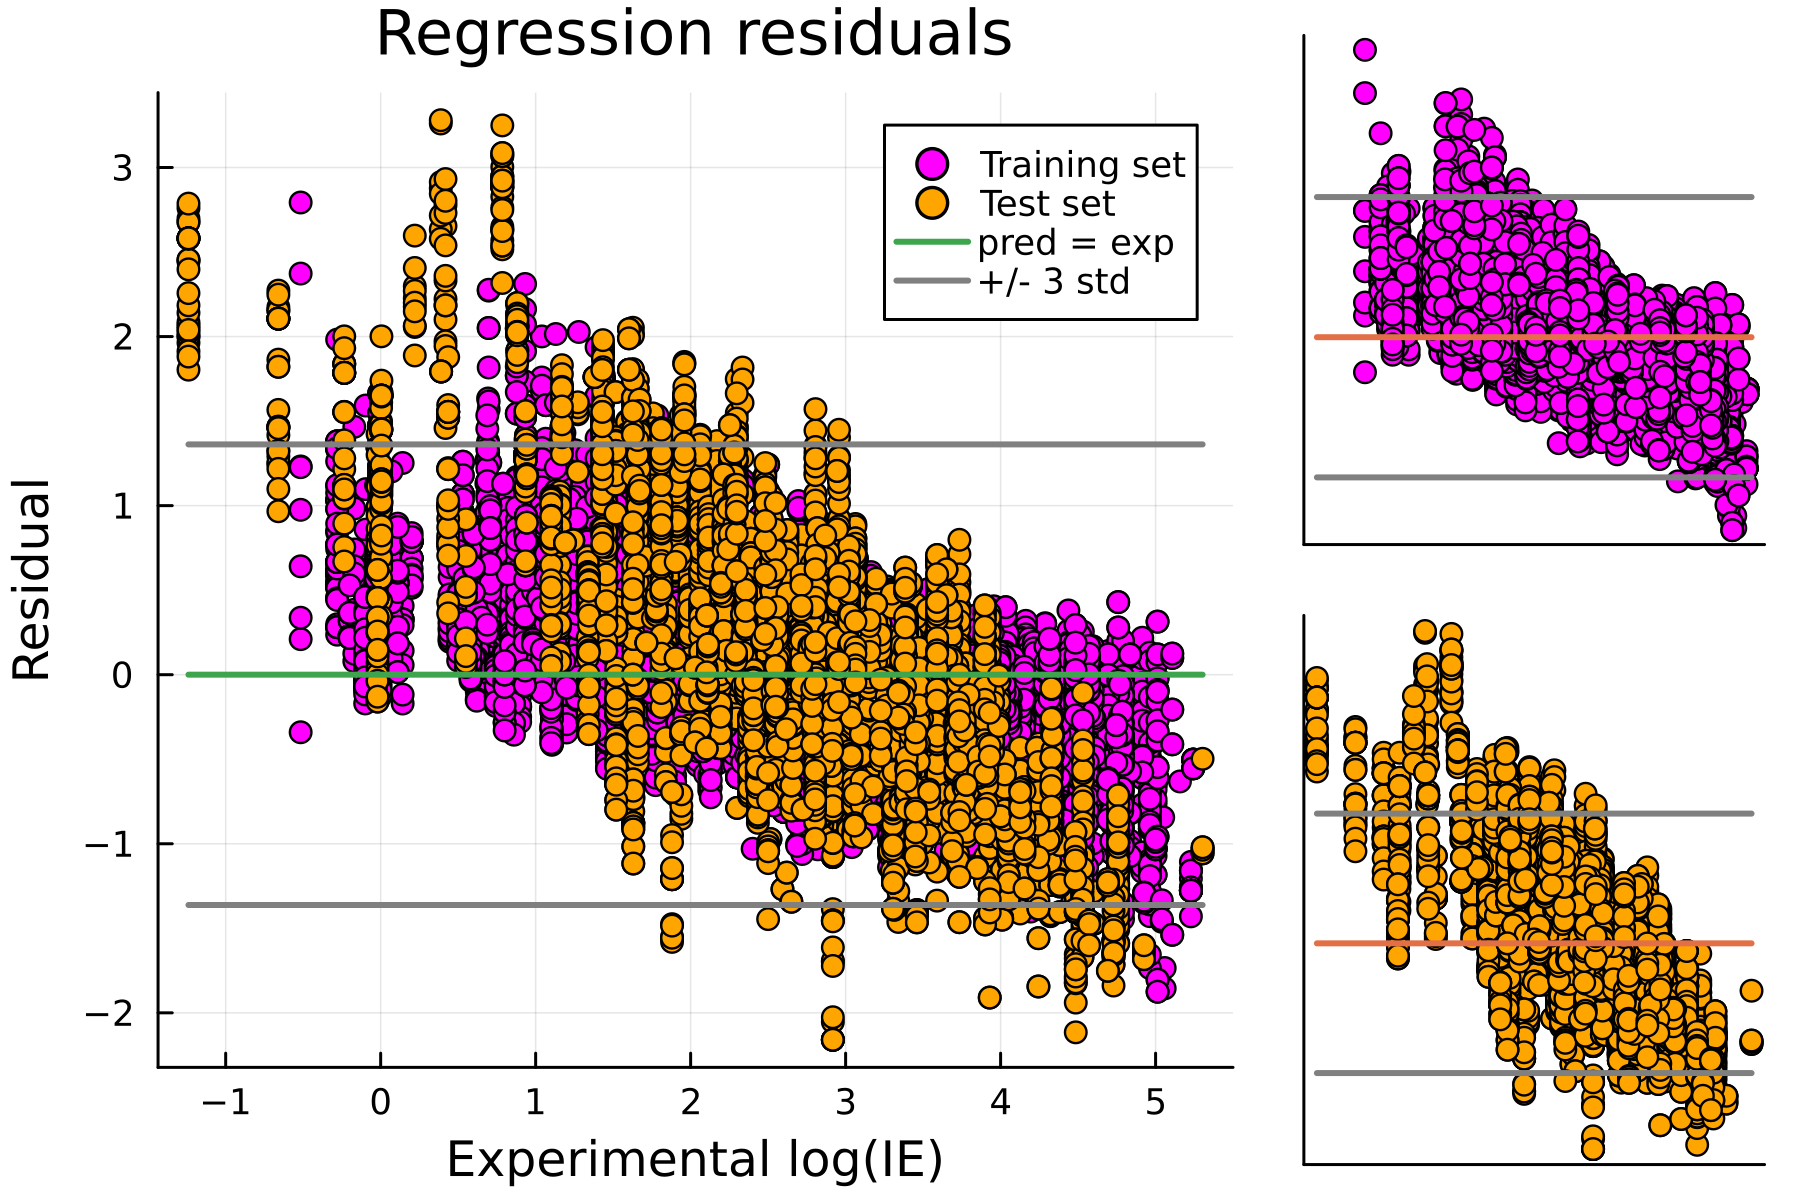 Regression residuals
Training set
Test set
pred = exp
+/- 3 std
3
2
1
0
−1
−2
Residual
−1 0 1 2 3 4 5
Experimental log(IE)